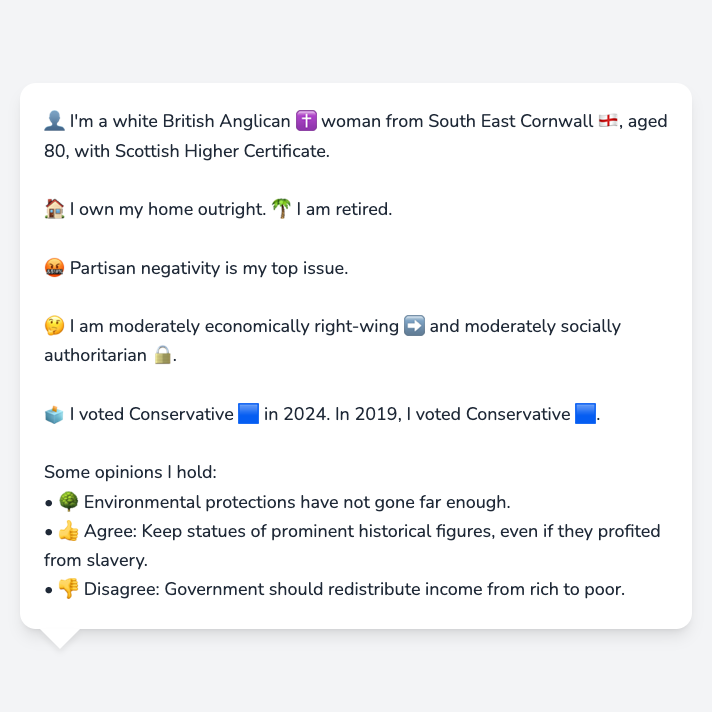 👤 I'm a white British Anglican ✝️ woman from South East Cornwall 🏴󠁧󠁢󠁥󠁮󠁧󠁿, aged
80, with Scottish Higher Certificate.
🏠 I own my home outright. 🌴 I am retired.
🤬 Partisan negativity is my top issue.
🤔 I am moderately economically right-wing ➡️ and moderately socially
authoritarian 🔒.
🗳️ I voted Conservative 🟦 in 2024. In 2019, I voted Conservative 🟦.
Some opinions I hold:
• 🌳 Environmental protections have not gone far enough.
• 👍 Agree: Keep statues of prominent historical figures, even if they profited
from slavery.
• 👎 Disagree: Government should redistribute income from rich to poor.